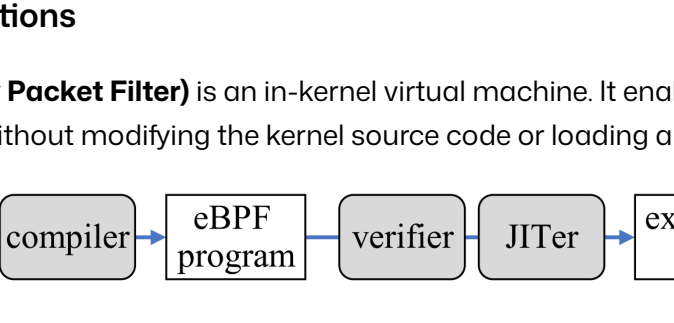 tions
Packet Filter) is an in-kernel virtual machine. It enal
ithout modifying the kernel source code or loading a
compiler
eBPF
program
verifier
JITer
ex